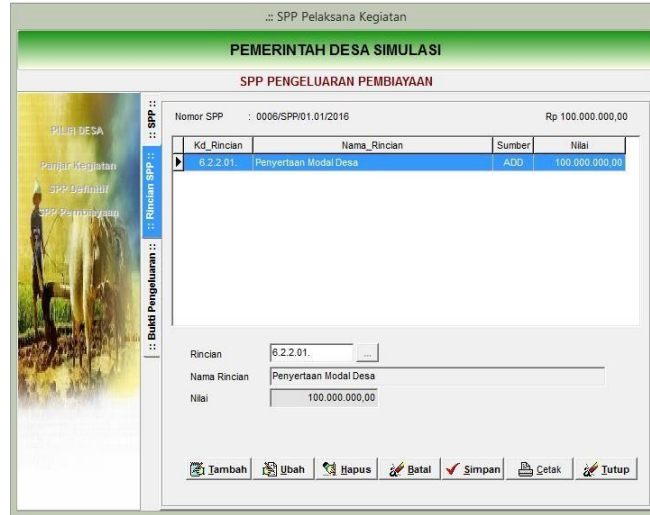 .:: SPP Pelaksana Kegiatan
PEMERINTAH DESA SIMULASI
SPP PENGELUARAN PEMBIAYAAN
PILIH DESA
Panjar Kegiatan
SPP Definitif
SPP Pembiayaan
:: SPP ::
:: Rincian SPP ::
:: Bukti Pengeluaran ::
Nomor SPP : 0006/SPP/01.01/2016 Rp 100.000.000,00
Kd_Rincian Nama_Rincian Sumber Nilai
6.2.2.01. Penyertaan Modal Desa ADD 100.000.000,00
Rincian 6.2.2.01. ...
Nama Rincian Penyertaan Modal Desa
Nilai 100.000.000,00
Tambah Ubah Hapus Batal Simpan Cetak Tutup